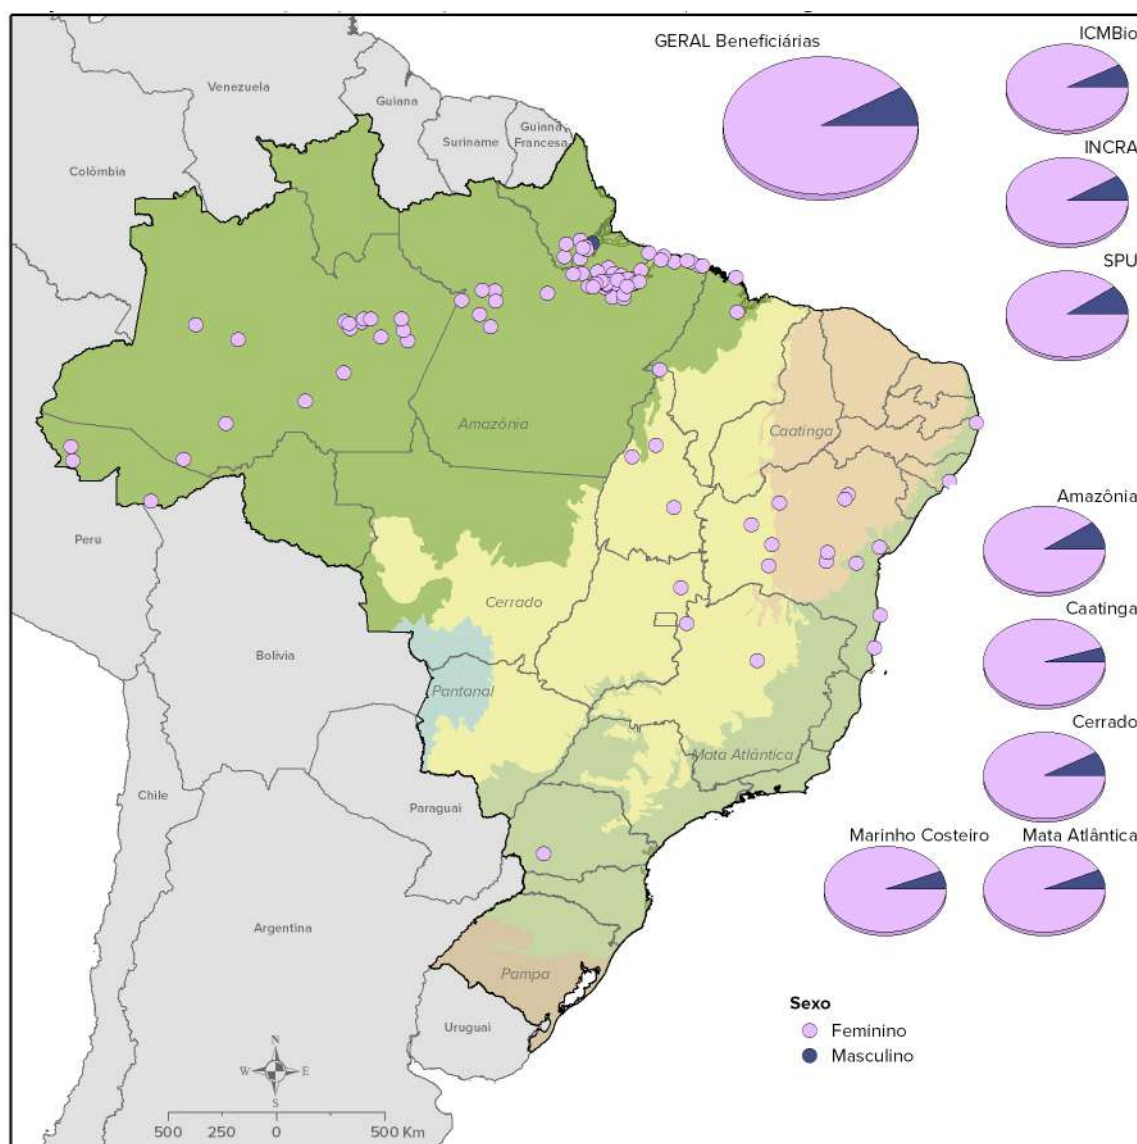 GERAL Beneficiárias
ICMBio
INCRA
SPU
Venezuela
Guiana
Suriname
Guiana
Francesa
Colômbia
Amazônia
Caatinga
Peru
Cerrado
Bolívia
Pantanal
Mata Atlântica
Chile
Paraguai
Argentina
Pampa
Uruguai
Amazônia
Caatinga
Cerrado
Marinho Costeiro
Mata Atlântica
Sexo
Feminino
Masculino
N
W
E
S
500 250 0 500 Km